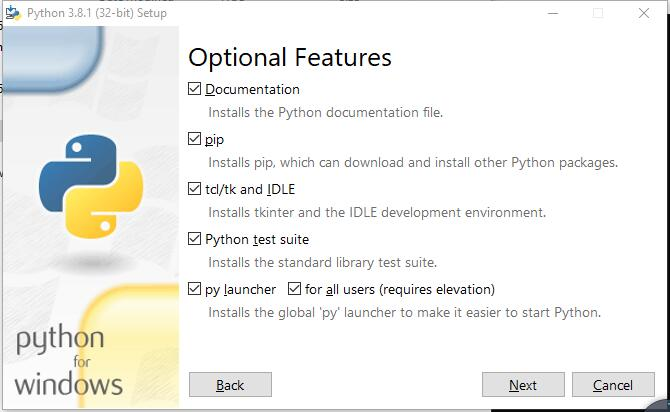 Python 3.8.1 (32-bit) Setup
Optional Features
Documentation
Installs the Python documentation file.
pip
Installs pip, which can download and install other Python packages.
tcl/tk and IDLE
Installs tkinter and the IDLE development environment.
Python test suite
Installs the standard library test suite.
py launcher for all users (requires elevation)
Installs the global 'py' launcher to make it easier to start Python.
python
for
windows
Back Next Cancel